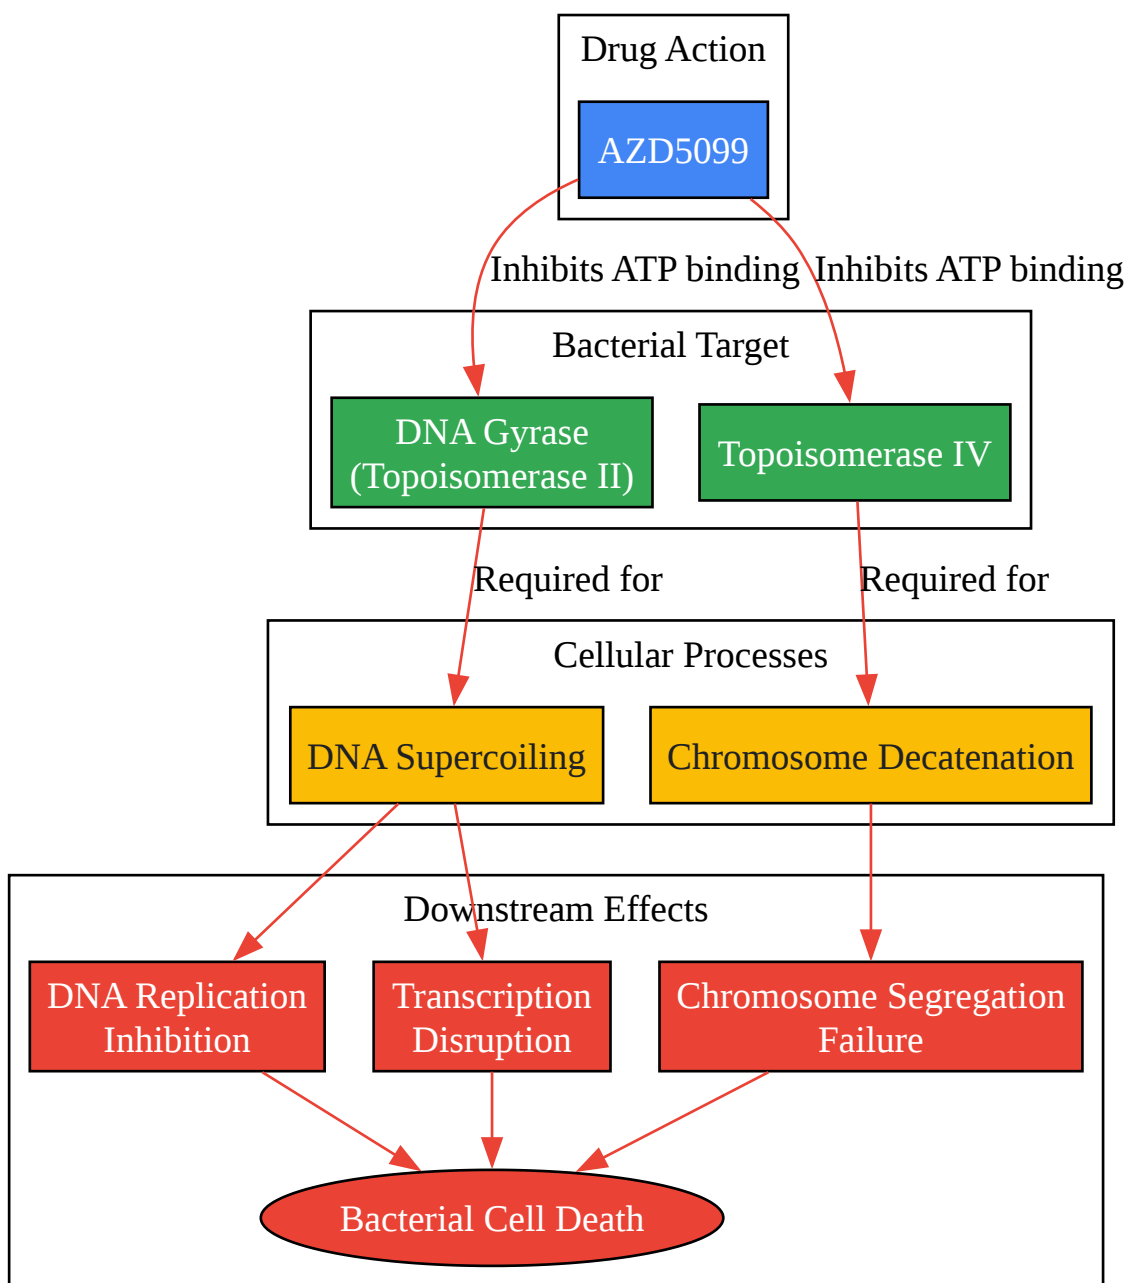 Drug Action
AZD5099
Inhibits ATP binding
Inhibits ATP binding
Bacterial Target
DNA Gyrase
(Topoisomerase II)
Topoisomerase IV
Required for
Required for
Cellular Processes
DNA Supercoiling
Chromosome Decatenation
Downstream Effects
DNA Replication
Inhibition
Transcription
Disruption
Chromosome Segregation
Failure
Bacterial Cell Death